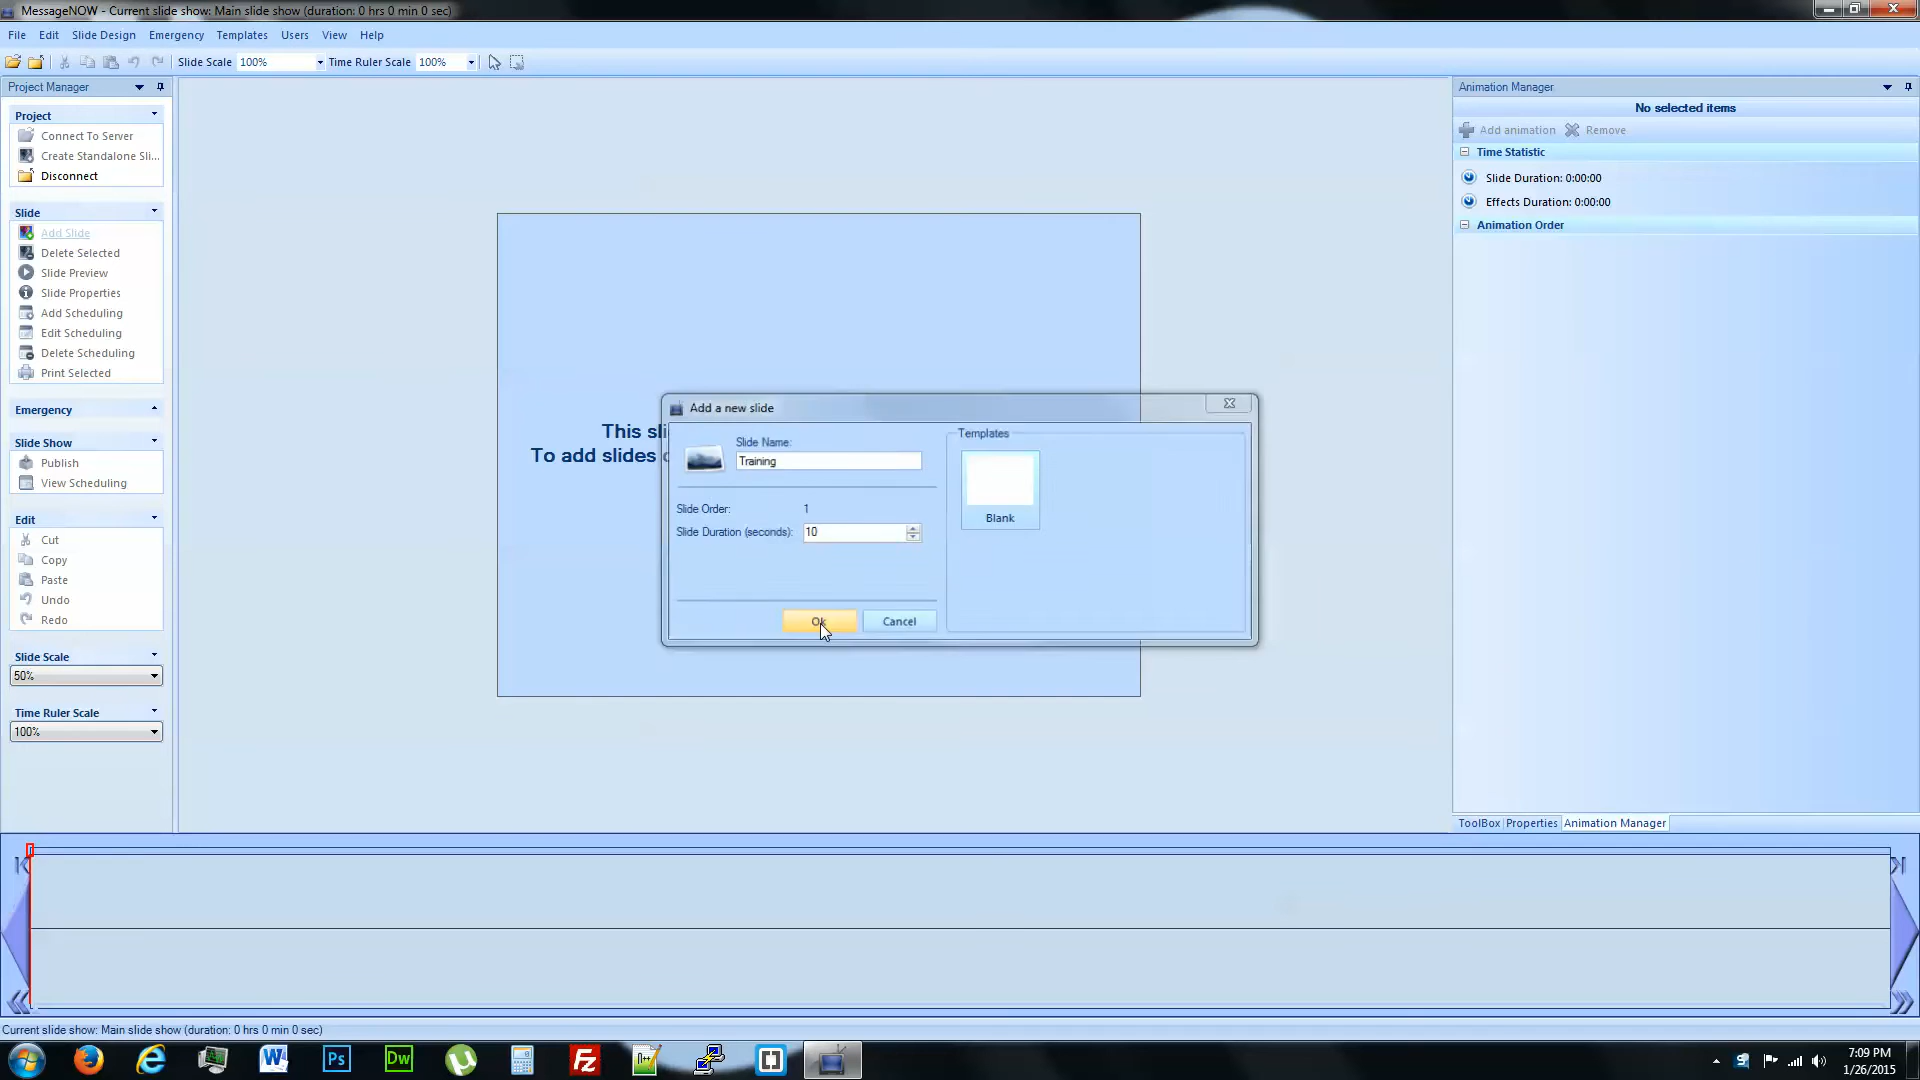 MessageNOW - Current slide show: Main slide show (duration: 0 hrs 0 min 0 sec)
File Edit Slide Design Emergency Templates Users View Help
Slide Scale 100% Time Ruler Scale 100%
Project Manager
Project
Connect To Server
Create Standalone Sli...
Disconnect
Slide
Add Slide
Delete Selected
Slide Preview
Slide Properties
Add Scheduling
Edit Scheduling
Delete Scheduling
Print Selected
Emergency
Slide Show
Publish
View Scheduling
Edit
Cut
Copy
Paste
Undo
Redo
Slide Scale
50%
Time Ruler Scale
100%
This sli
To add slides
Add a new slide
Slide Name:
Training
Slide Order: 1
Slide Duration (seconds): 10
Ok Cancel
Templates
Blank
Animation Manager
No selected items
Add animation Remove
Time Statistic
Slide Duration: 0:00:00
Effects Duration: 0:00:00
Animation Order
ToolBox Properties Animation Manager
Current slide show: Main slide show (duration: 0 hrs 0 min 0 sec)
W Ps Dw µ Fz
7:09 PM
1/26/2015